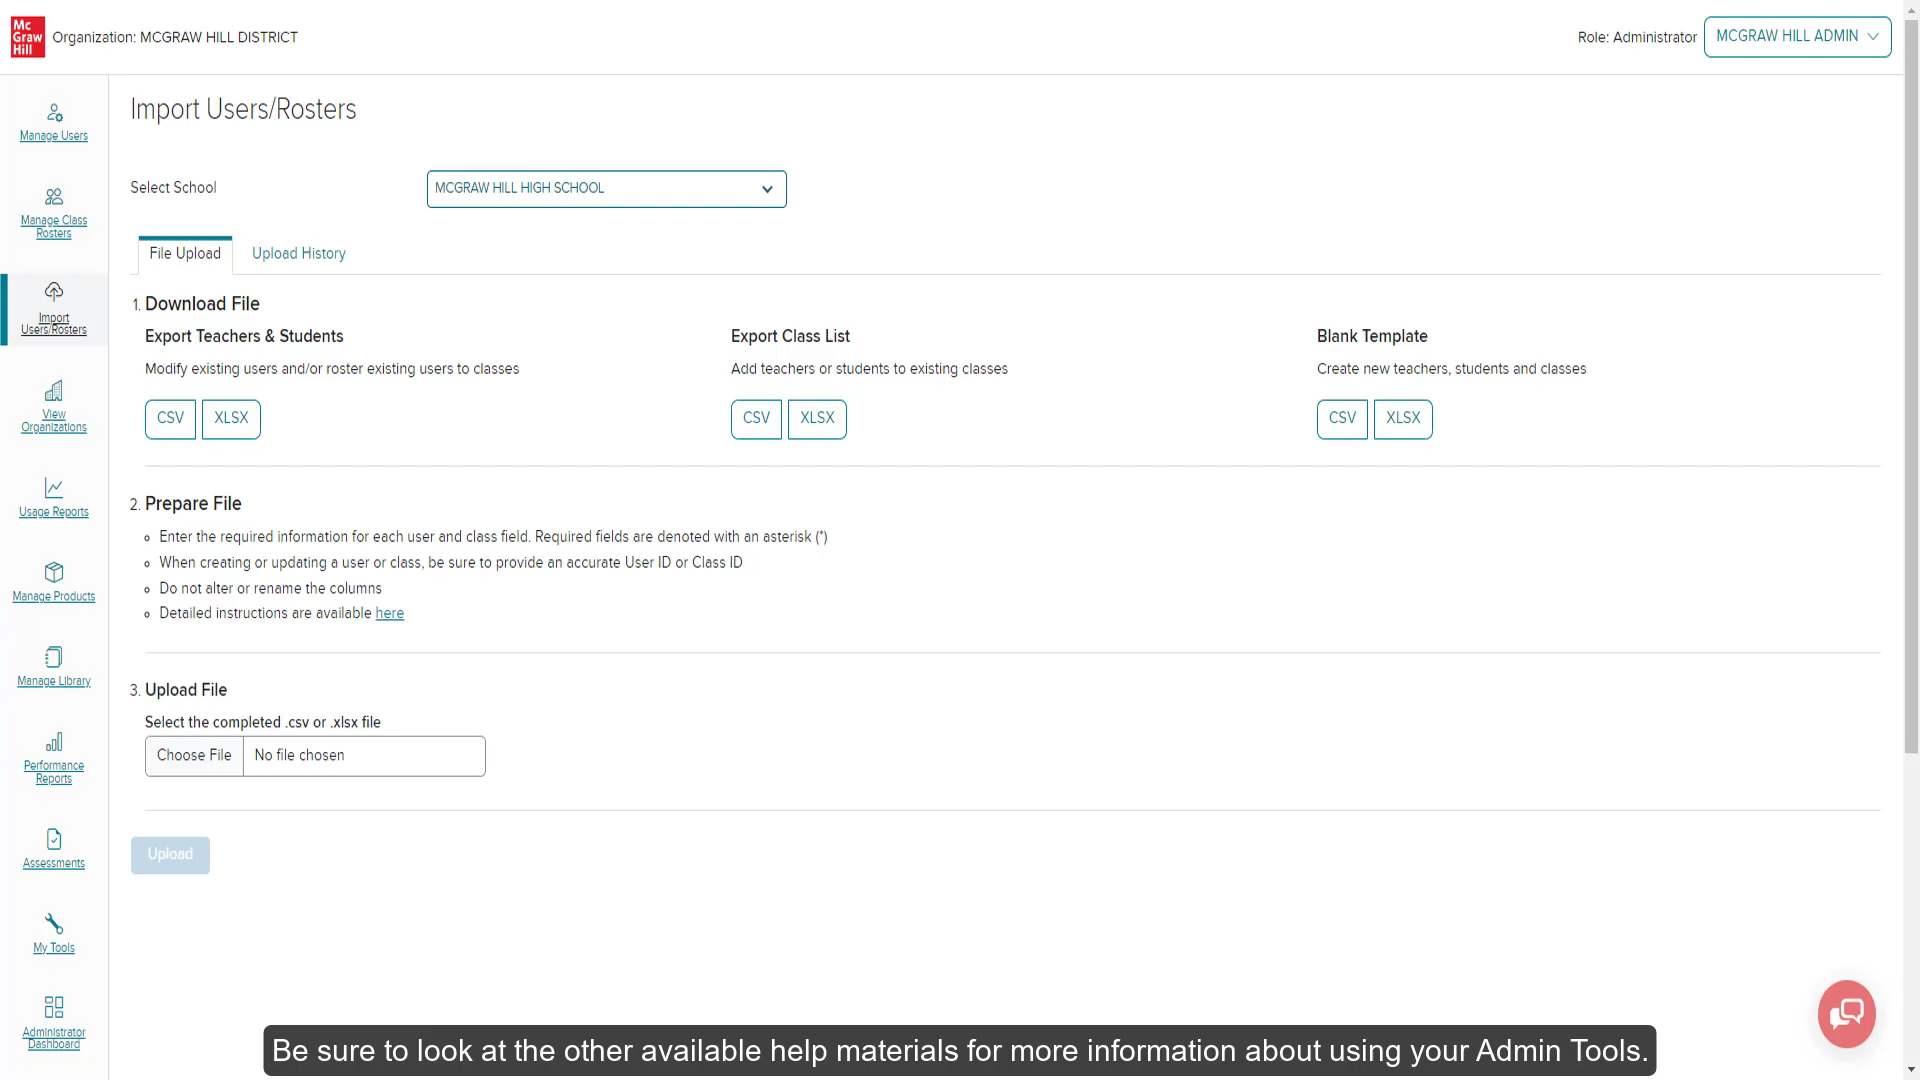 Mc
Graw
Hill
Organization: MCGRAW HILL DISTRICT
Role: Administrator
MCGRAW HILL ADMIN
Manage Users
Manage Class
Rosters
Import
Users/Rosters
View
Organizations
Usage Reports
Manage Products
Manage Library
Performance
Reports
Assessments
My Tools
Administrator
Dashboard
Import Users/Rosters
Select School
MCGRAW HILL HIGH SCHOOL
File Upload
Upload History
1. Download File
Export Teachers & Students
Modify existing users and/or roster existing users to classes
CSV
XLSX
Export Class List
Add teachers or students to existing classes
CSV
XLSX
Blank Template
Create new teachers, students and classes
CSV
XLSX
2. Prepare File
Enter the required information for each user and class field. Required fields are denoted with an asterisk (*)
When creating or updating a user or class, be sure to provide an accurate User ID or Class ID
Do not alter or rename the columns
Detailed instructions are available here
3. Upload File
Select the completed .csv or .xlsx file
Choose File
No file chosen
Upload
Be sure to look at the other available help materials for more information about using your Admin Tools.